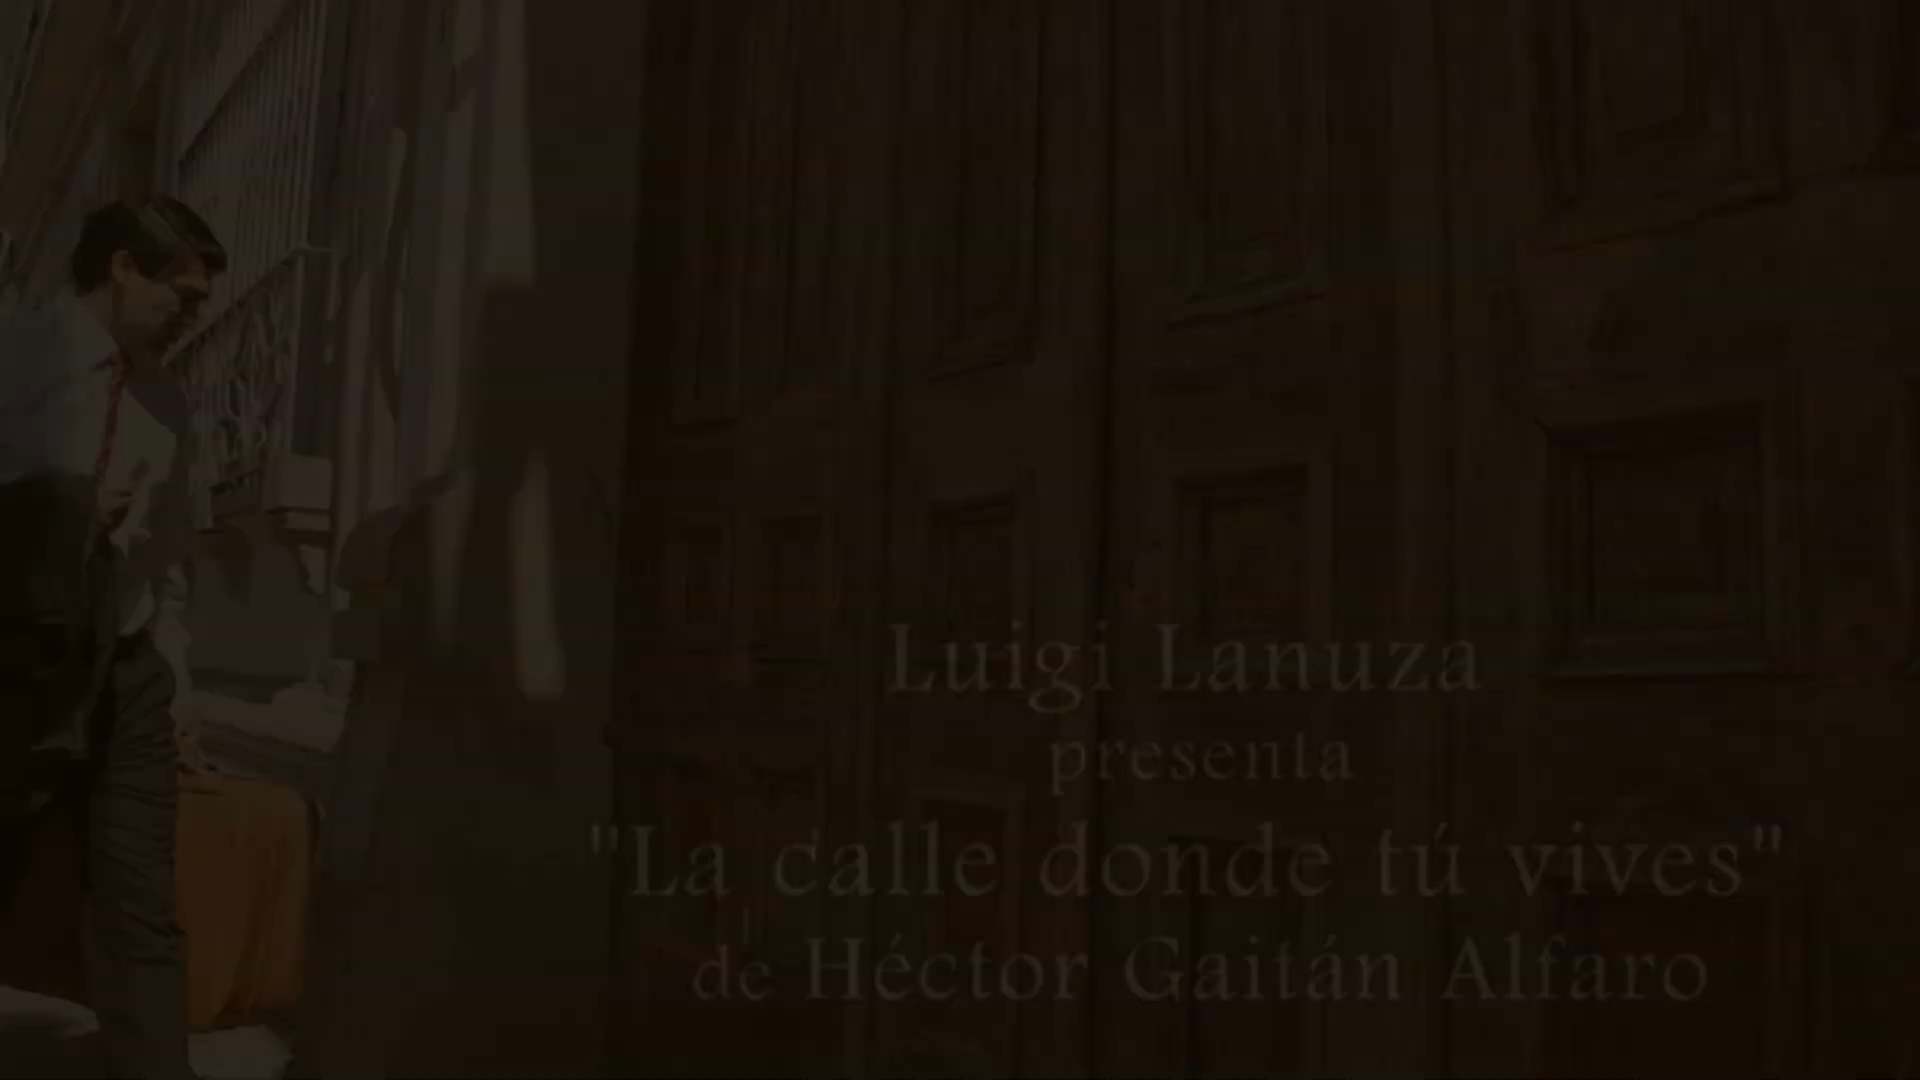 Luigi Lanuza
presenta
"La calle donde tú vives"
de Héctor Gaitán Alfaro